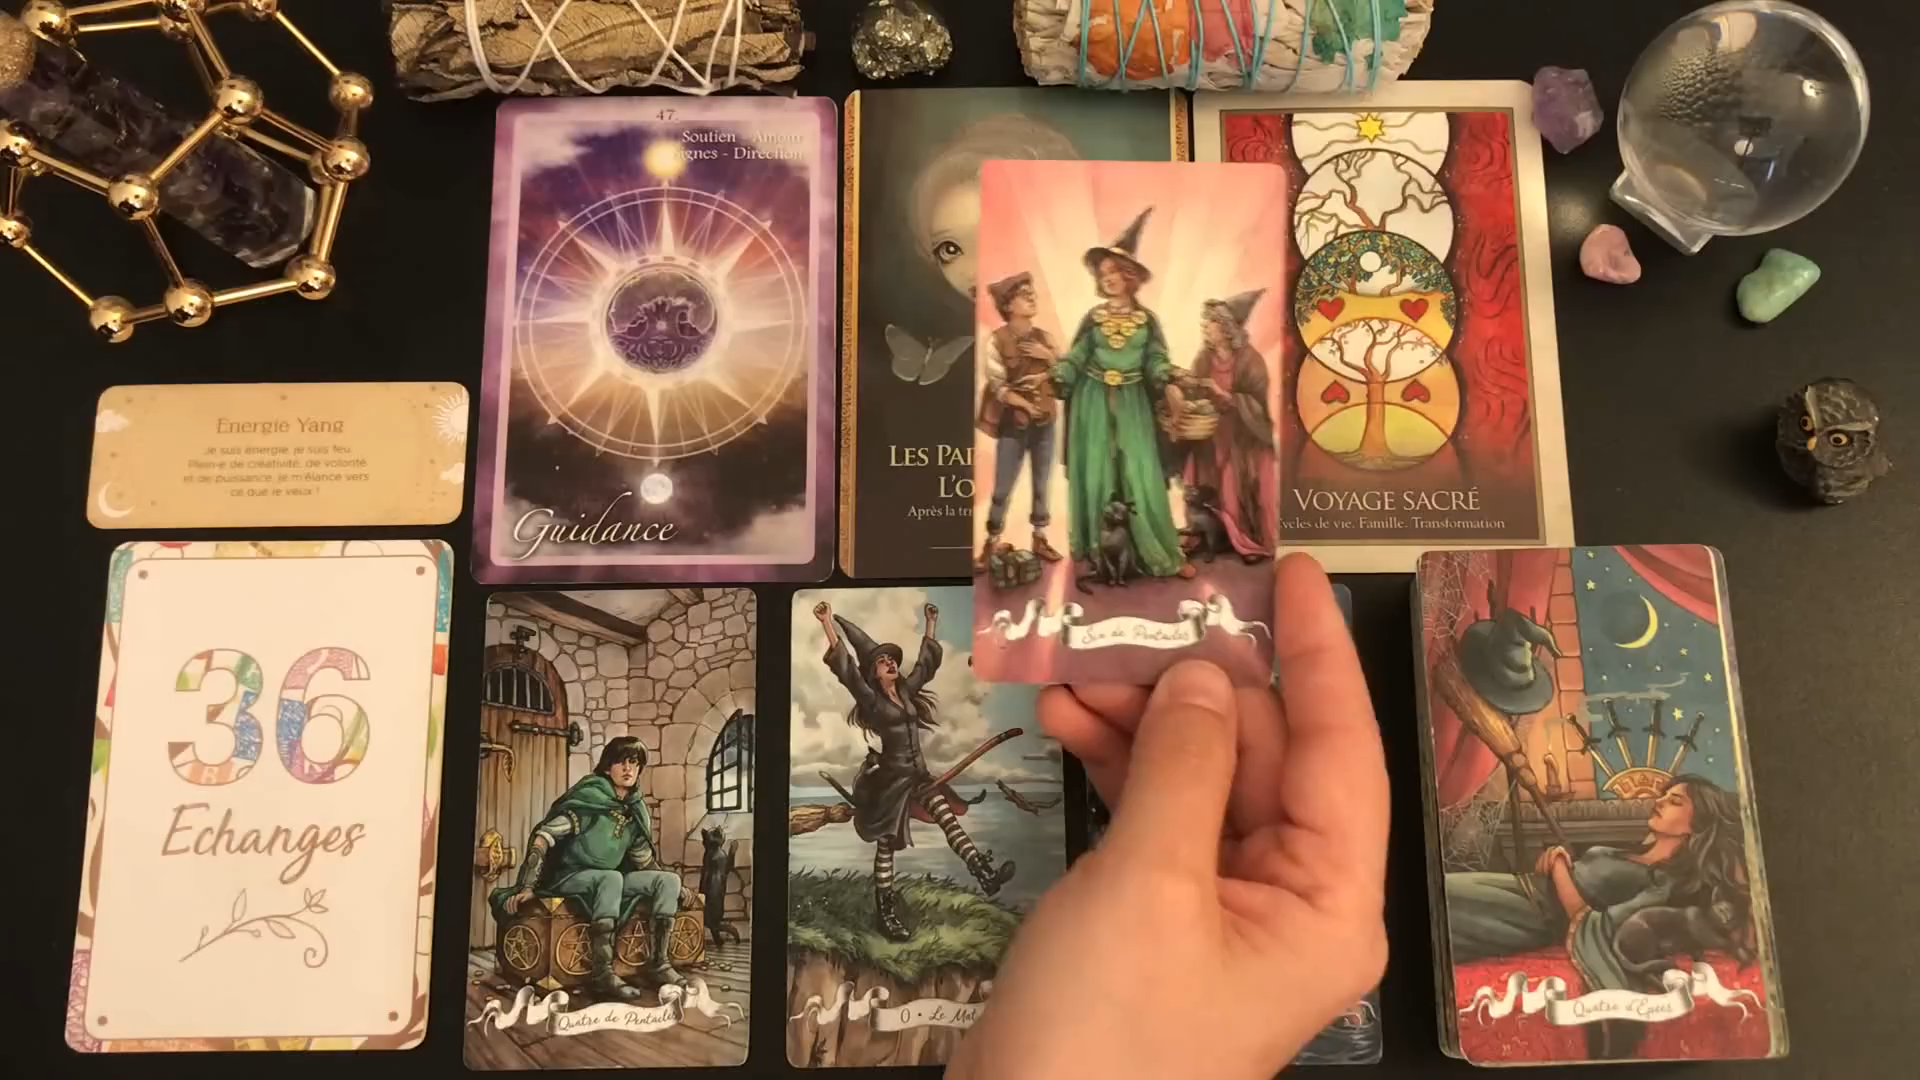 47.
Soutien - Amour
Signes - Direction
Guidance
LES PA
L'O
Après la
VOYAGE SACRÉ
Cycles de vie. Famille. Transformation
Energie Yang
Je suis énergie, je suis feu.
Plein·e de créativité, de volonté
et de puissance, je m'élance vers
ce que je veux !
36
Echanges
Six de Pentacles
Quatre de Pentacles
0 • Le Mat
Quatre d'Epées